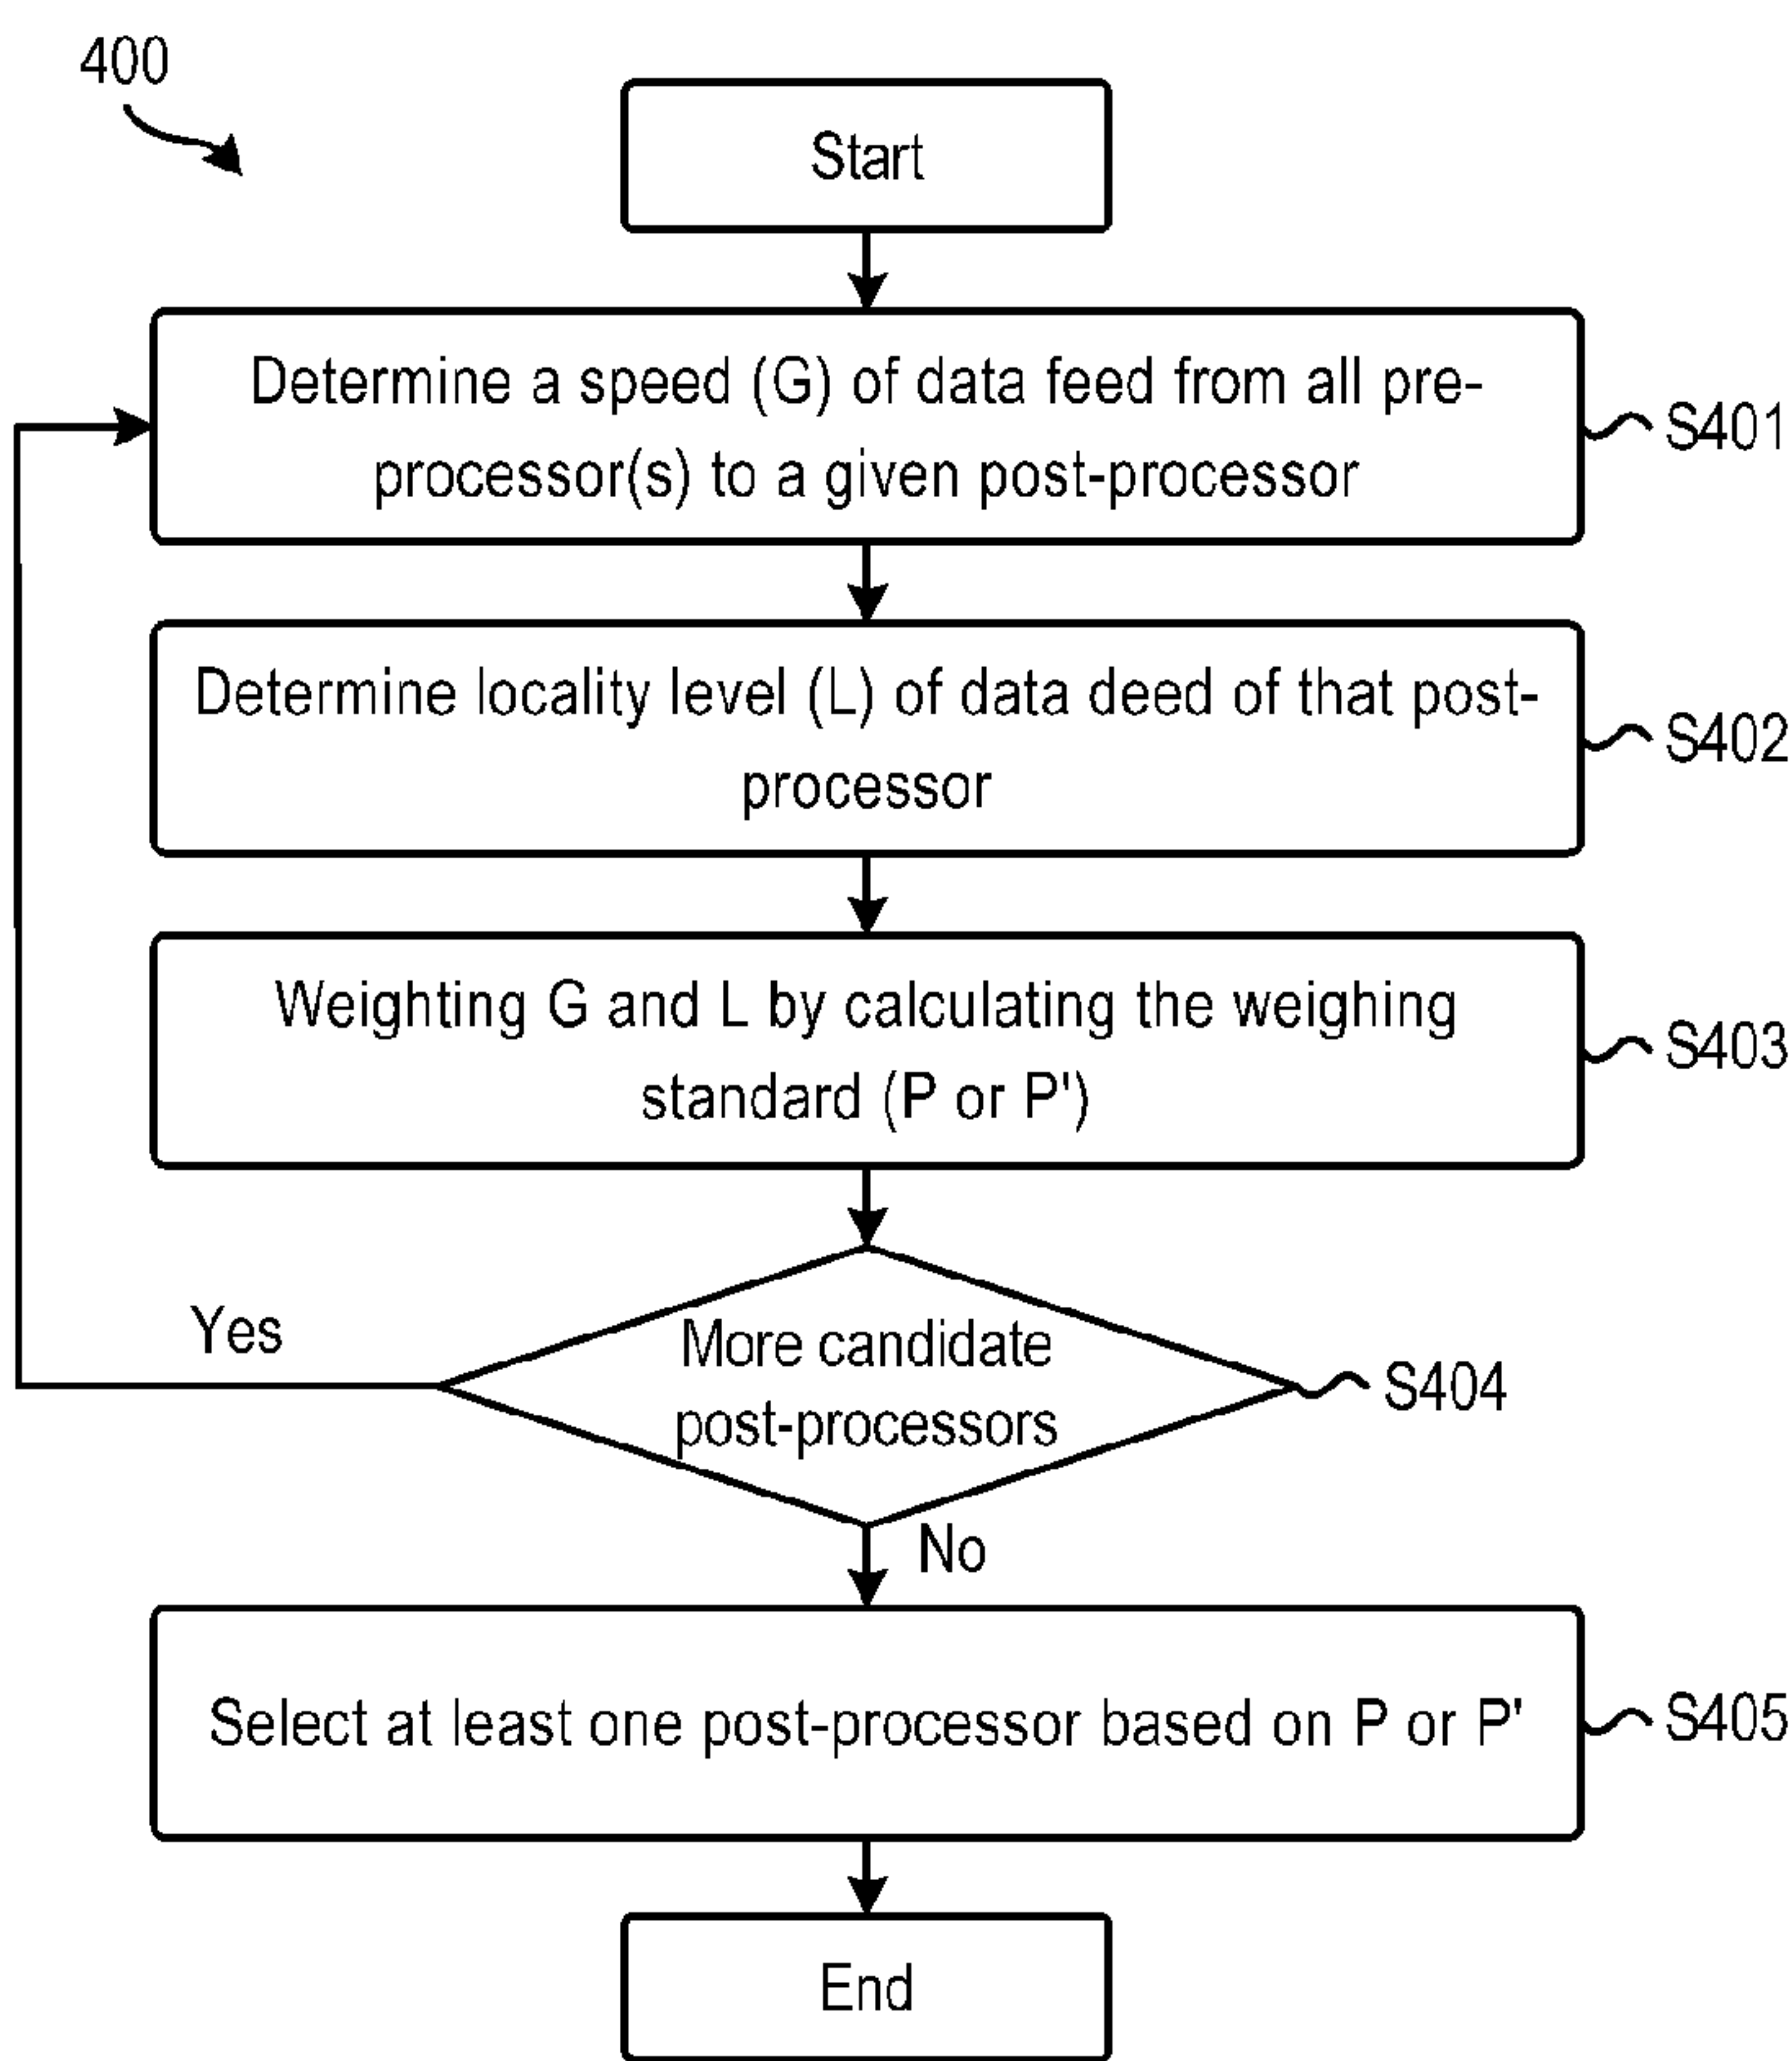 400
Start
Determine a speed (G) of data feed from all pre-
processor(s) to a given post-processor
S401
Determine locality level (L) of data deed of that post-
processor
S402
Weighting G and L by calculating the weighing
standard (P or P')
S403
Yes
More candidate
post-processors
S404
No
Select at least one post-processor based on P or P'
S405
End